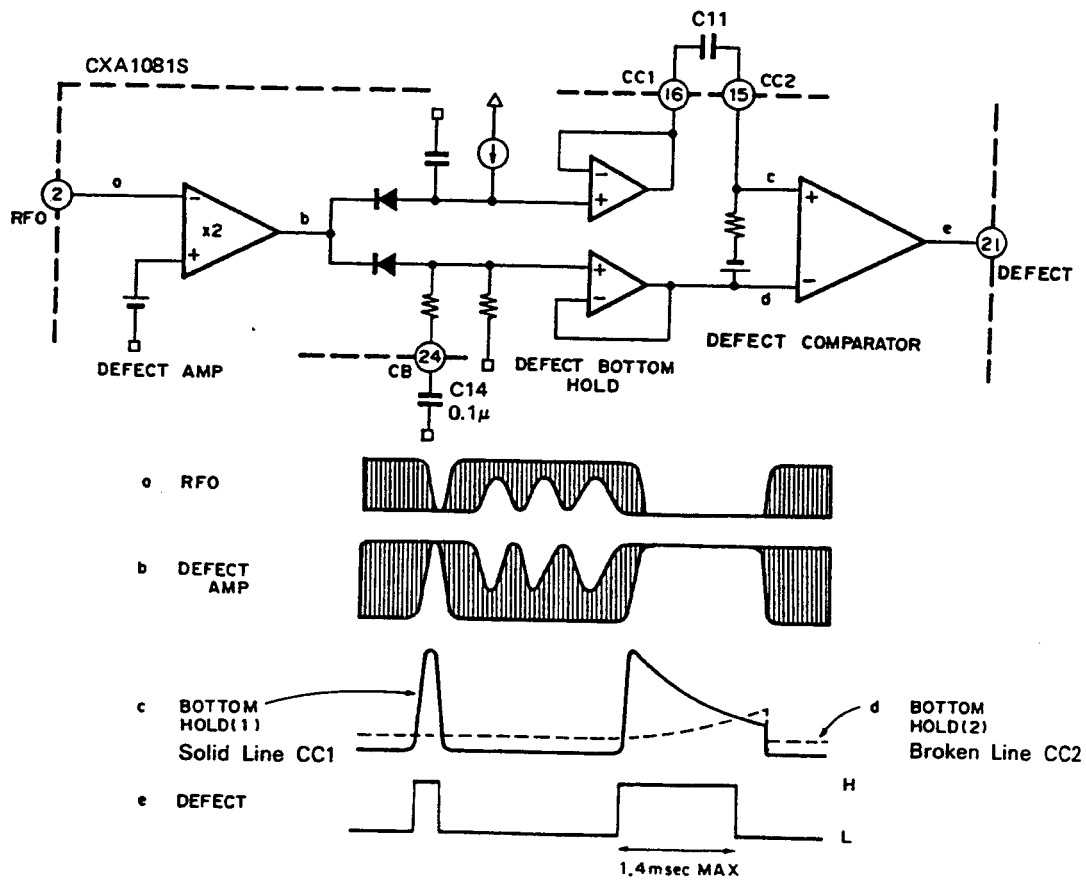 C11
CXA1081S
CC1
16
15
CC2
2
RFO
a
-
+
x2
b
-
+
+
-
c
d
+
-
e
21
DEFECT
DEFECT AMP
24
CB
C14
0.1μ
DEFECT BOTTOM
HOLD
DEFECT COMPARATOR
a RFO
b DEFECT
AMP
c BOTTOM
HOLD(1)
Solid Line CC1
d BOTTOM
HOLD(2)
Broken Line CC2
e DEFECT
H
L
1.4msec MAX